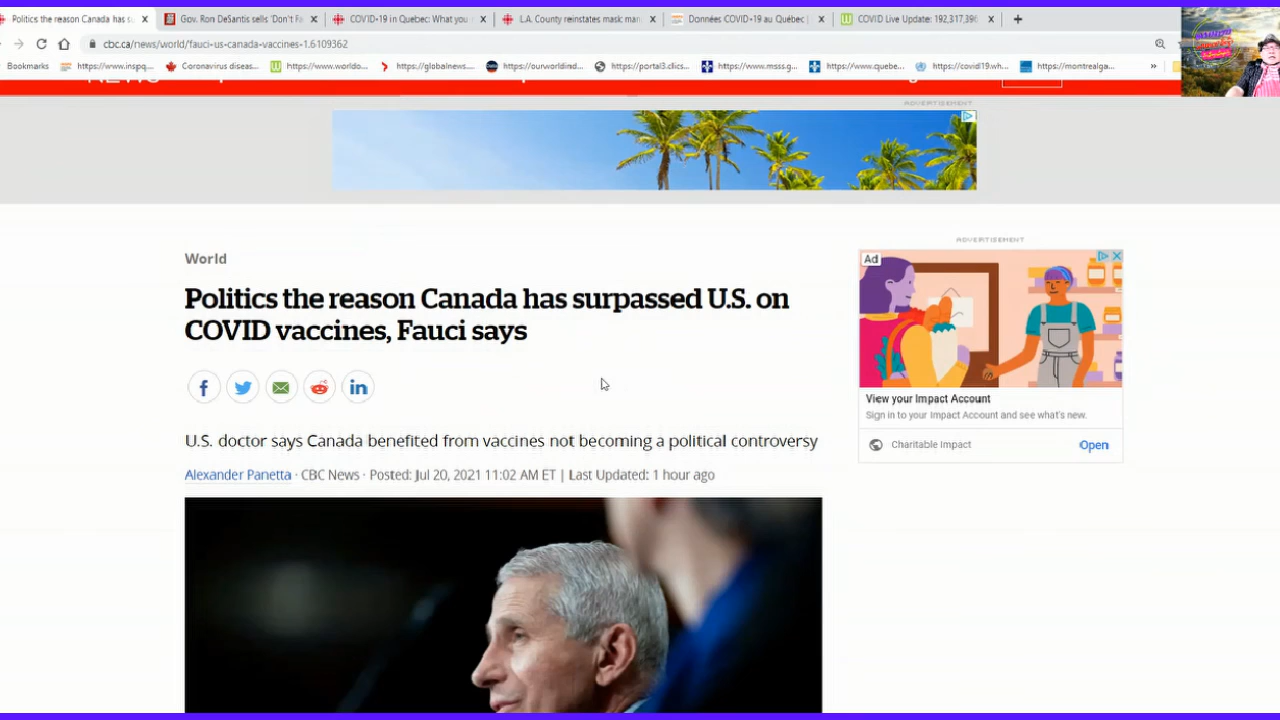 Politics the reason Canada has s
Gov. Ron DeSantis sells 'Don't Fa
COVID-19 in Quebec: What you
L.A. County reinstates mask man
Données COVID-19 au Québec
COVID Live Update: 192,317,39
cbc.ca/news/world/fauci-us-canada-vaccines-1.6109362
Bookmarks
https://www.inspq....
Coronavirus diseas...
https://www.worldo...
https://globalnews....
https://ourworldind...
https://portal3.clics...
https://www.msss.g...
https://www.quebe...
https://covid19.wh...
https://montrealga...
»
ADVERTISEMENT
World
ADVERTISEMENT
Politics the reason Canada has surpassed U.S. on
COVID vaccines, Fauci says
Ad
U.S. doctor says Canada benefited from vaccines not becoming a political controversy
Alexander Panetta · CBC News · Posted: Jul 20, 2021 11:02 AM ET | Last Updated: 1 hour ago
View your Impact Account
Sign in to your Impact Account and see what's new.
Charitable Impact
Open